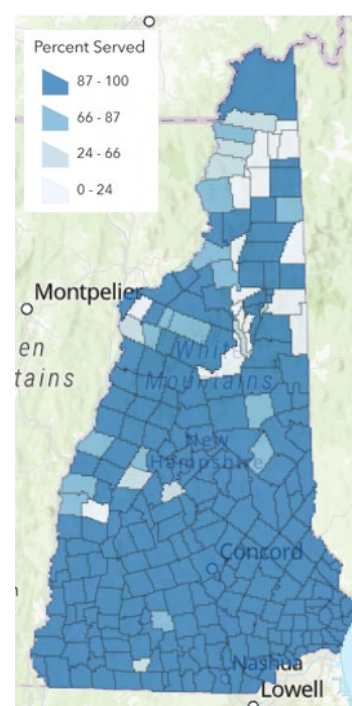 Percent Served
87 - 100
66 - 87
24 - 66
0 - 24
Montpelier
en
tains
White
Mountains
New
Hampshire
Concord
Nashua
Lowell